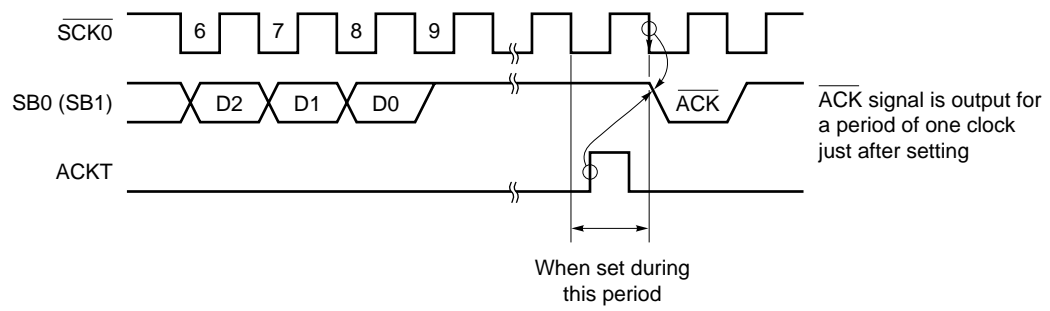 SCK0
6 7 8 9
SB0 (SB1)
D2 D1 D0 ACK
ACK signal is output for
a period of one clock
just after setting
ACKT
When set during
this period